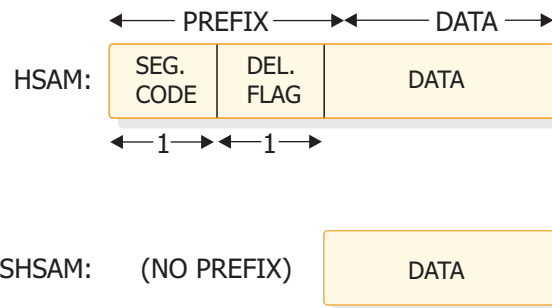 PREFIX DATA
HSAM: SEG. CODE DEL. FLAG DATA
1 1
SHSAM: (NO PREFIX) DATA